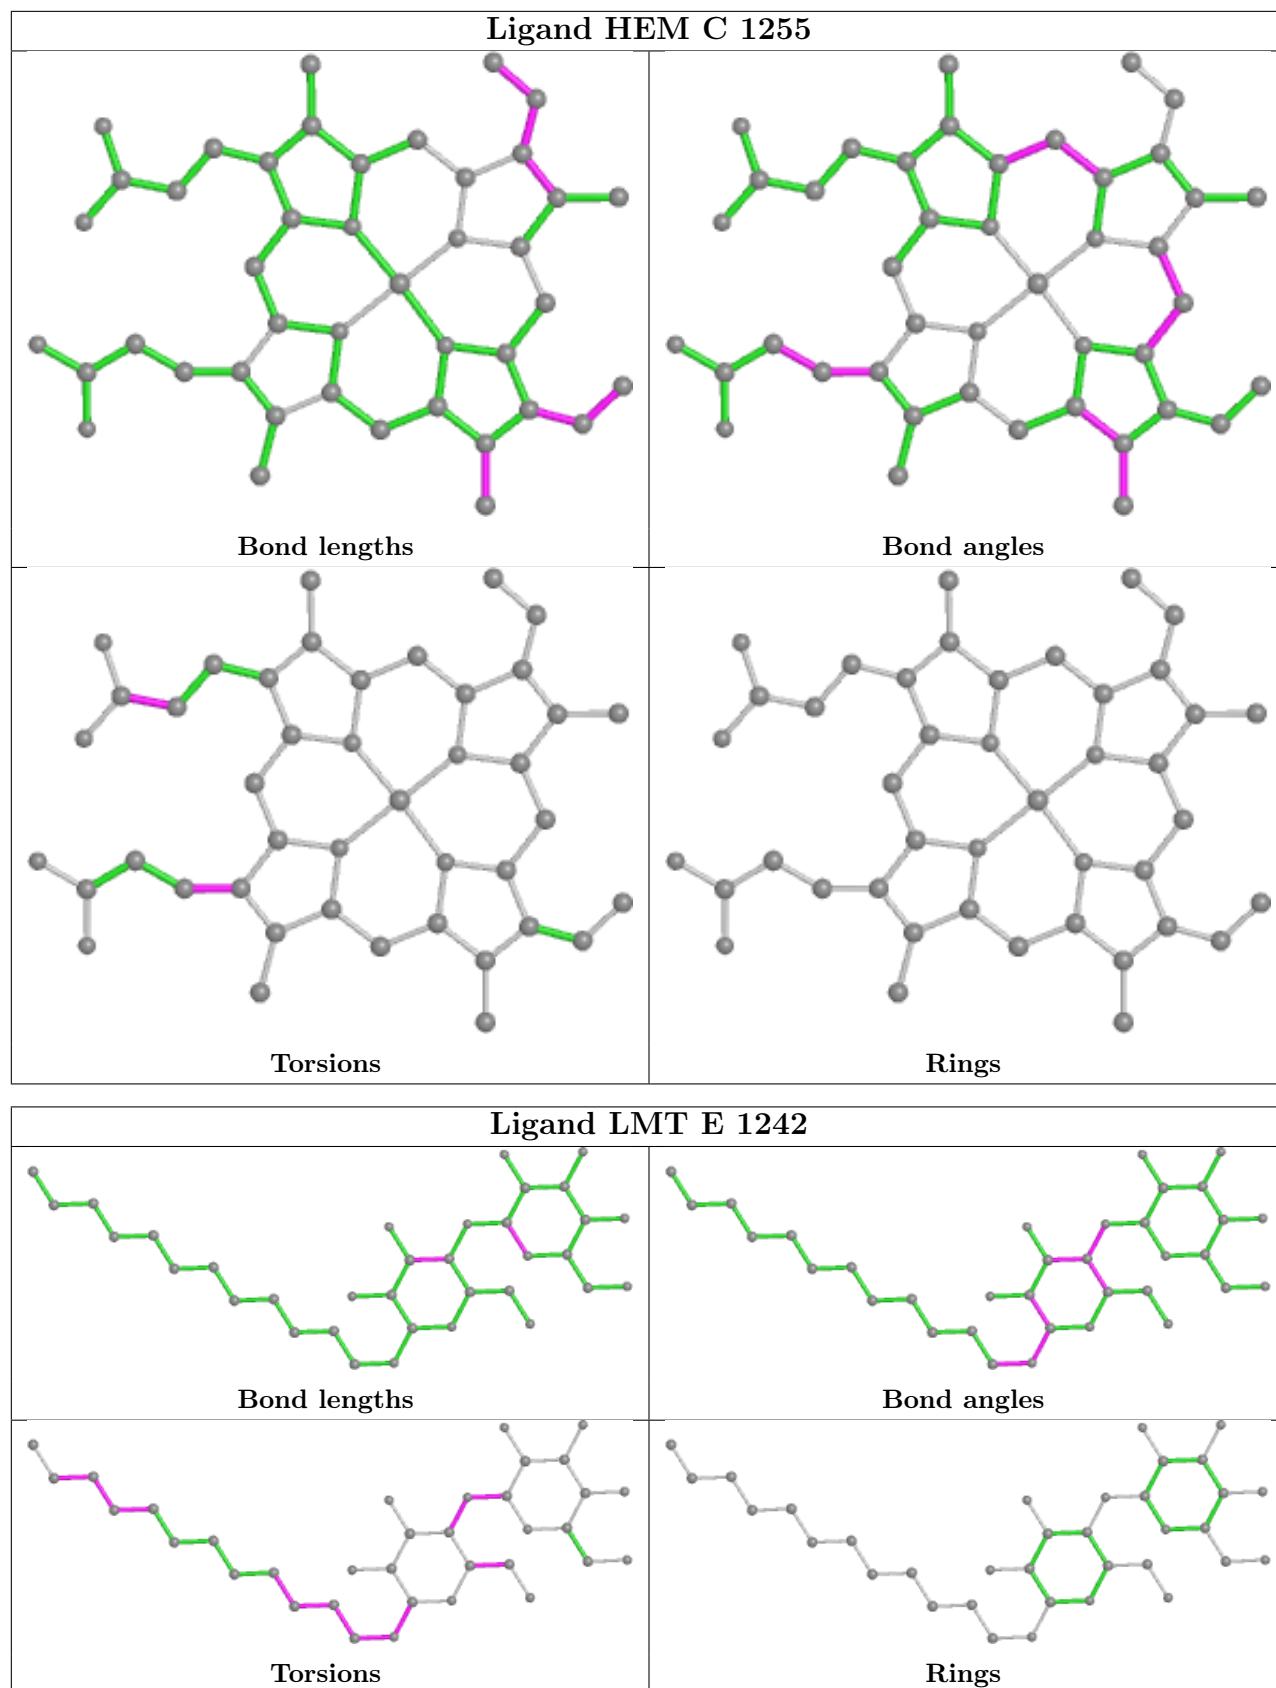 Ligand HEM C 1255
Bond lengths
Bond angles
Torsions
Rings
Ligand LMT E 1242
Bond lengths
Bond angles
Torsions
Rings